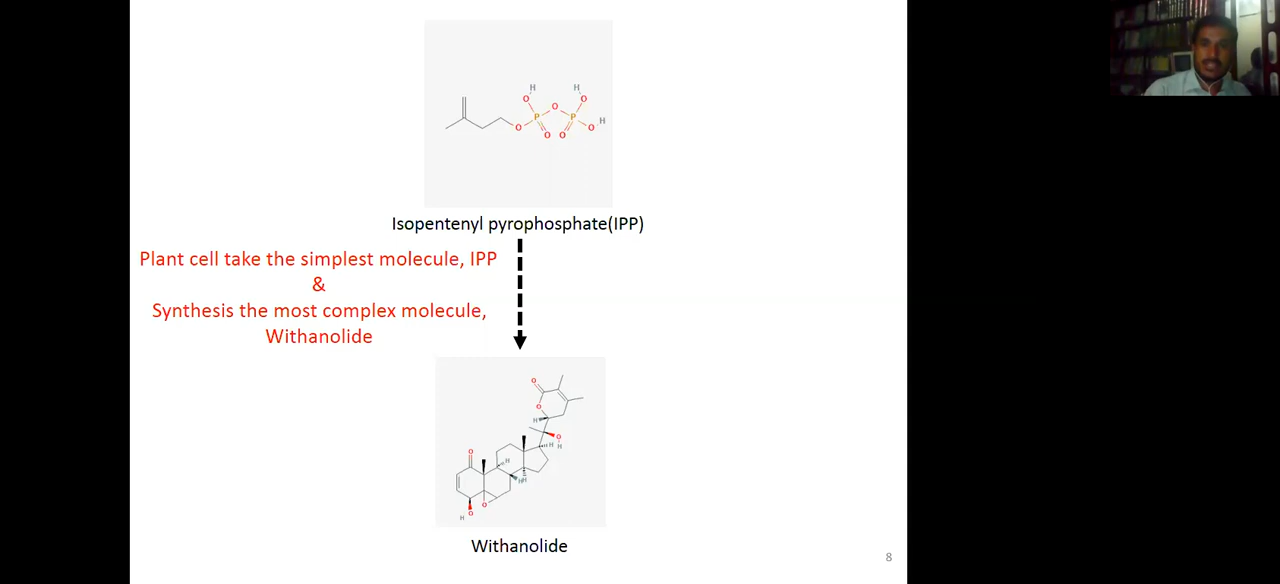 Isopentenyl pyrophosphate(IPP)
Plant cell take the simplest molecule, IPP
&
Synthesis the most complex molecule,
Withanolide
Withanolide
8